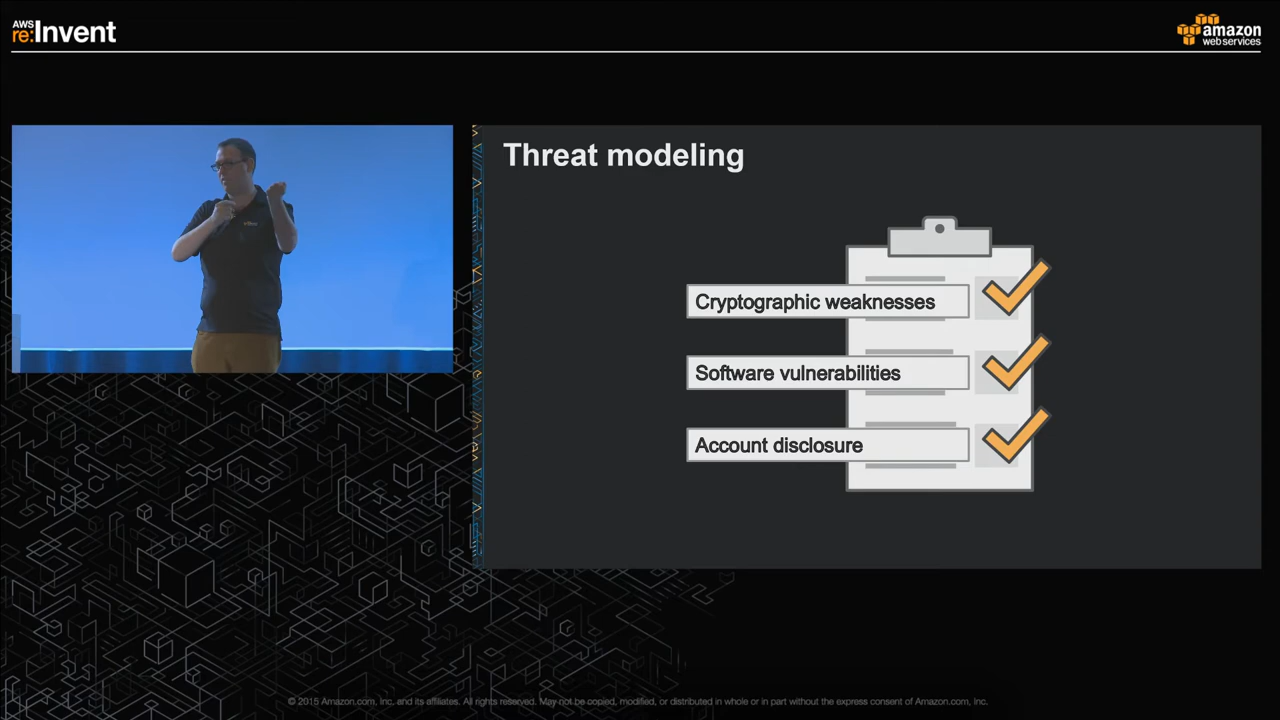 AWS
re:Invent
amazon
web services
Threat modeling
Cryptographic weaknesses
Software vulnerabilities
Account disclosure
© 2015 Amazon.com, Inc, and its affiliates. All rights reserved. May not be copied, modified, or distributed in whole or in part without the express consent of Amazon.com, Inc.